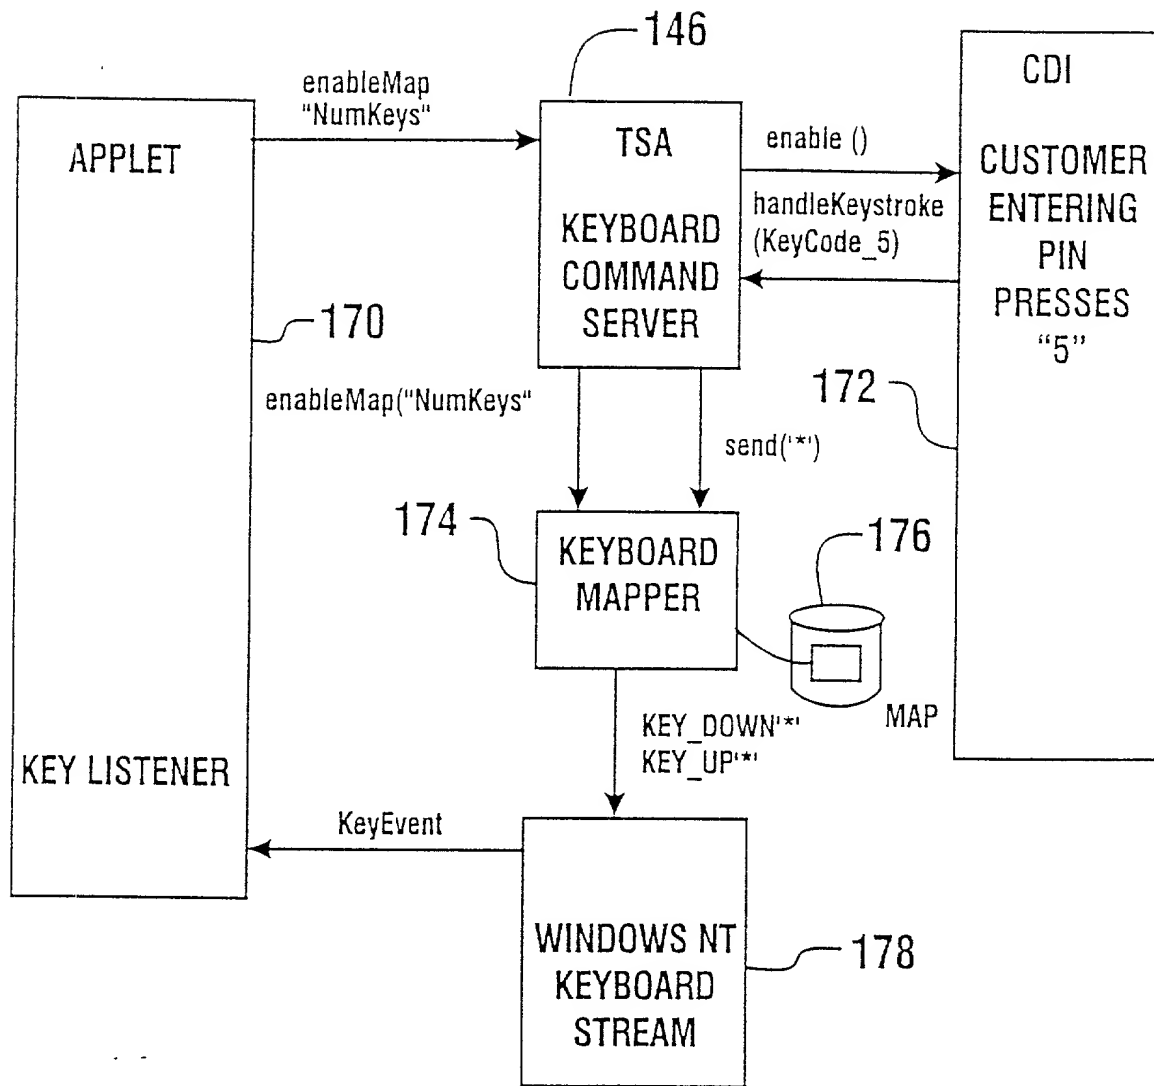 146
enableMap
"NumKeys"
APPLET
TSA
KEYBOARD
COMMAND
SERVER
enable ()
handleKeystroke
(KeyCode_5)
CDI
CUSTOMER
ENTERING
PIN
PRESSES
"5"
170
172
enableMap("NumKeys"
send('*')
174
KEYBOARD
MAPPER
176
MAP
KEY_DOWN'*'
KEY_UP'*'
KEY LISTENER
KeyEvent
WINDOWS NT
KEYBOARD
STREAM
178